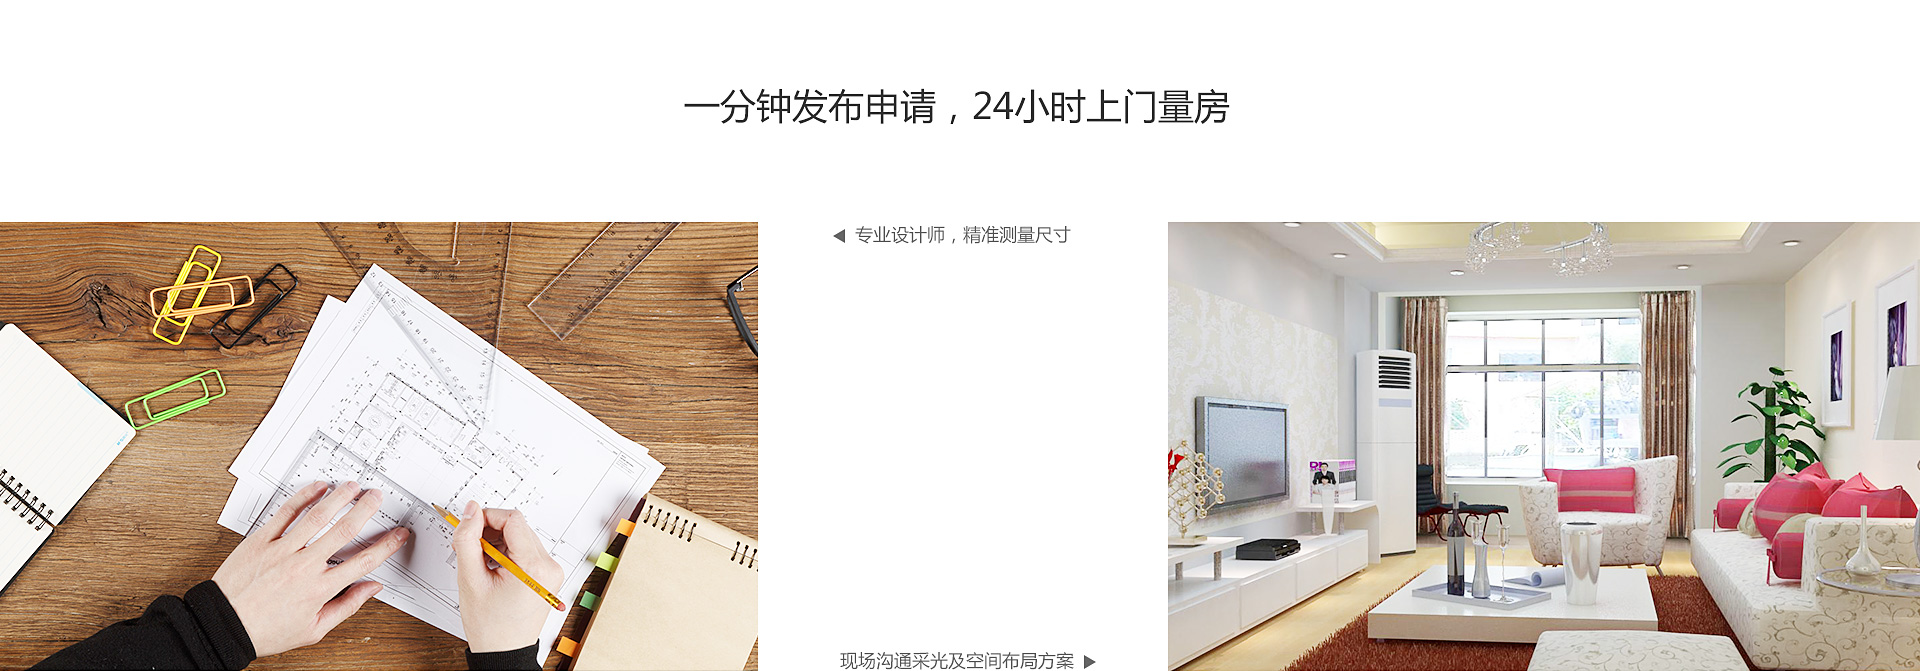 一分钟发布申请，24小时上门量房
◀ 专业设计师，精准测量尺寸
现场沟通采光及空间布局方案 ▶